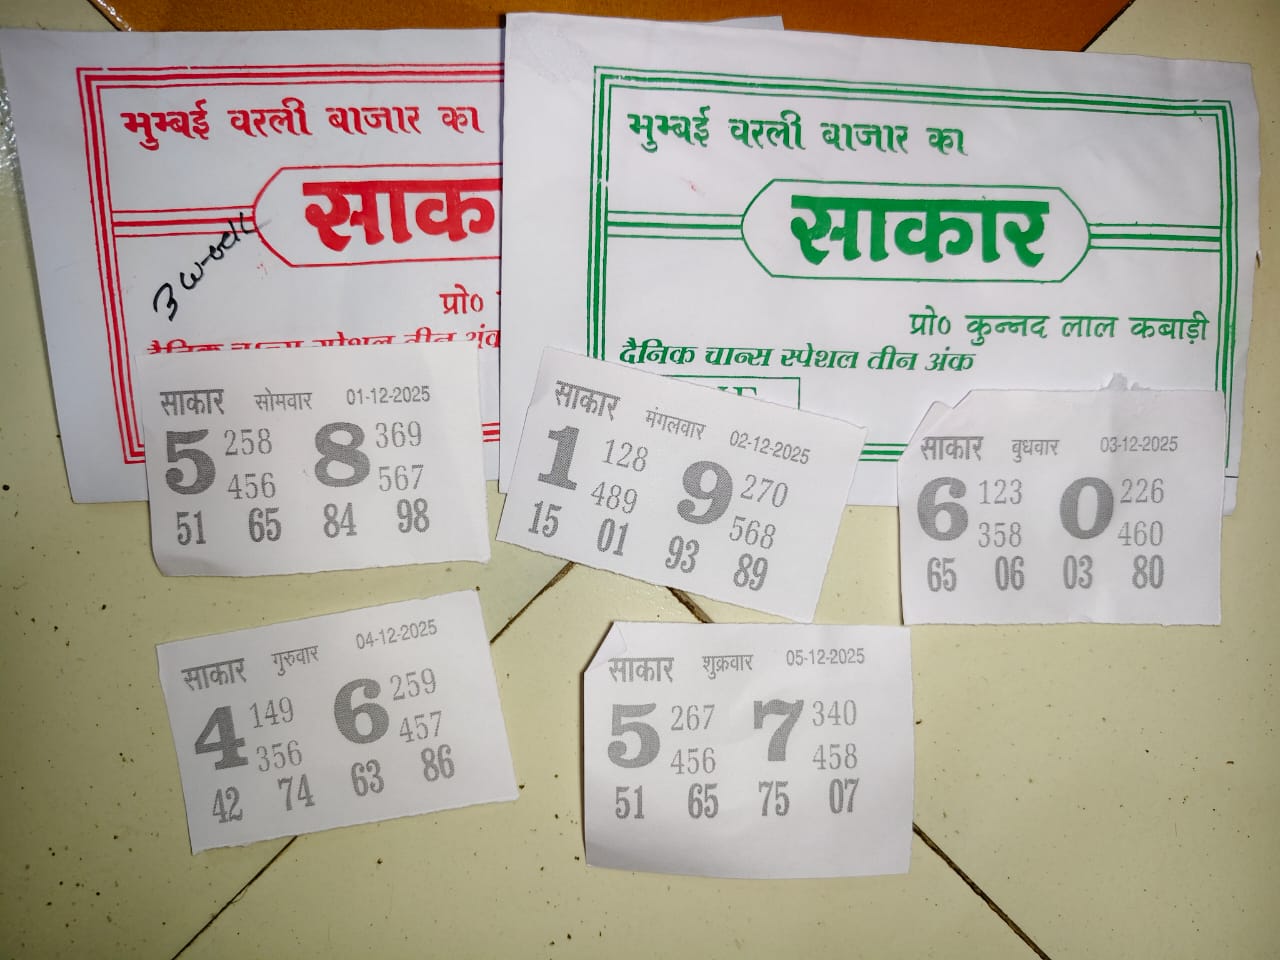 मुम्बई वरली बाजार का
साक
3 week
प्रो०
दैनिक चान्स स्पेशल तीन अंक
मुम्बई वरली बाजार का
साकार
प्रो० कुन्नद लाल कबाड़ी
दैनिक चान्स स्पेशल तीन अंक
साकार सोमवार 01-12-2025
5 258 8 369
456 567
51 65 84 98
साकार मंगलवार 02-12-2025
1 128 9 270
489 568
15 01 93 89
साकार बुधवार 03-12-2025
6 123 0 226
358 460
65 06 03 80
साकार गुरुवार 04-12-2025
4 149 6 259
356 457
42 74 63 86
साकार शुक्रवार 05-12-2025
5 267 7 340
456 458
51 65 75 07